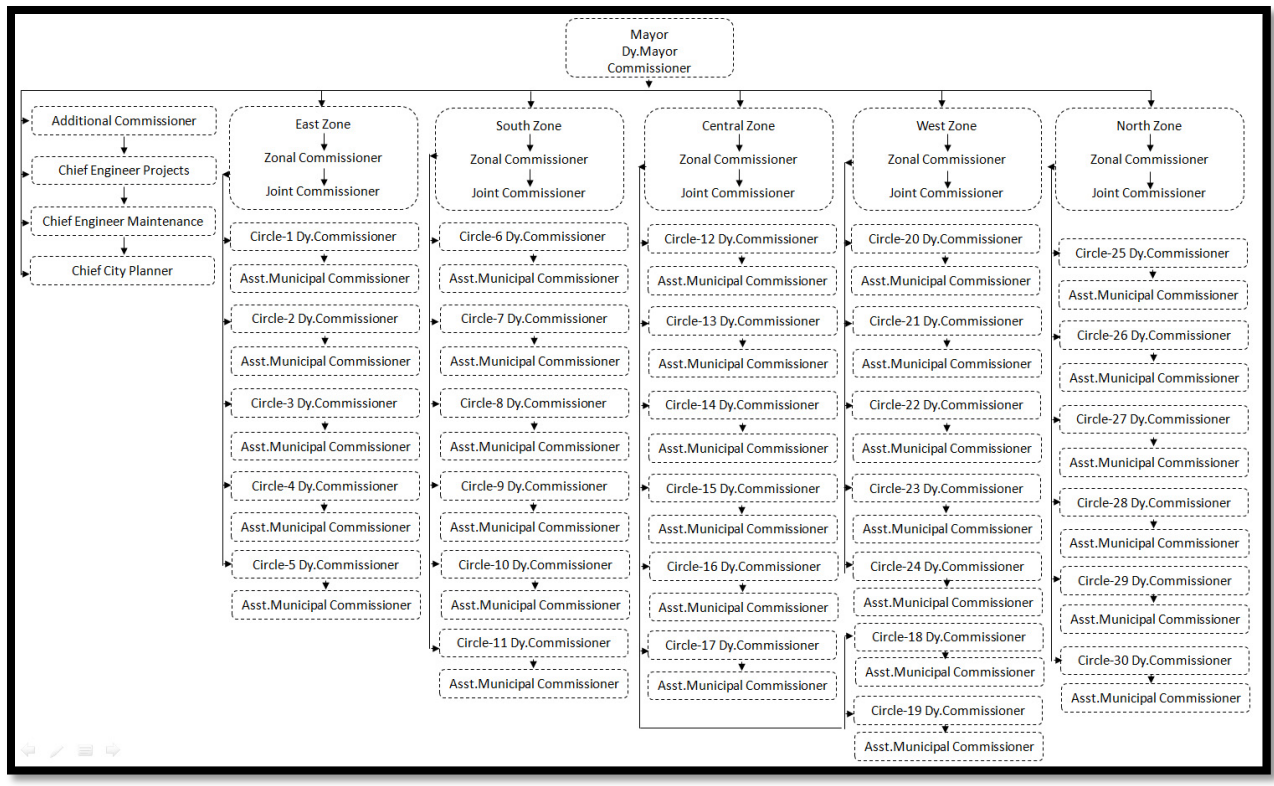 Mayor
Dy.Mayor
Commissioner
Additional Commissioner
Chief Engineer Projects
Chief Engineer Maintenance
Chief City Planner
East Zone
Zonal Commissioner
Joint Commissioner
Circle-1 Dy.Commissioner
Asst.Municipal Commissioner
Circle-2 Dy.Commissioner
Asst.Municipal Commissioner
Circle-3 Dy.Commissioner
Asst.Municipal Commissioner
Circle-4 Dy.Commissioner
Asst.Municipal Commissioner
Circle-5 Dy.Commissioner
Asst.Municipal Commissioner
South Zone
Zonal Commissioner
Joint Commissioner
Circle-6 Dy.Commissioner
Asst.Municipal Commissioner
Circle-7 Dy.Commissioner
Asst.Municipal Commissioner
Circle-8 Dy.Commissioner
Asst.Municipal Commissioner
Circle-9 Dy.Commissioner
Asst.Municipal Commissioner
Circle-10 Dy.Commissioner
Asst.Municipal Commissioner
Circle-11 Dy.Commissioner
Asst.Municipal Commissioner
Central Zone
Zonal Commissioner
Joint Commissioner
Circle-12 Dy.Commissioner
Asst.Municipal Commissioner
Circle-13 Dy.Commissioner
Asst.Municipal Commissioner
Circle-14 Dy.Commissioner
Asst.Municipal Commissioner
Circle-15 Dy.Commissioner
Asst.Municipal Commissioner
Circle-16 Dy.Commissioner
Asst.Municipal Commissioner
Circle-17 Dy.Commissioner
Asst.Municipal Commissioner
West Zone
Zonal Commissioner
Joint Commissioner
Circle-20 Dy.Commissioner
Asst.Municipal Commissioner
Circle-21 Dy.Commissioner
Asst.Municipal Commissioner
Circle-22 Dy.Commissioner
Asst.Municipal Commissioner
Circle-23 Dy.Commissioner
Asst.Municipal Commissioner
Circle-24 Dy.Commissioner
Asst.Municipal Commissioner
Circle-18 Dy.Commissioner
Asst.Municipal Commissioner
Circle-19 Dy.Commissioner
Asst.Municipal Commissioner
North Zone
Zonal Commissioner
Joint Commissioner
Circle-25 Dy.Commissioner
Asst.Municipal Commissioner
Circle-26 Dy.Commissioner
Asst.Municipal Commissioner
Circle-27 Dy.Commissioner
Asst.Municipal Commissioner
Circle-28 Dy.Commissioner
Asst.Municipal Commissioner
Circle-29 Dy.Commissioner
Asst.Municipal Commissioner
Circle-30 Dy.Commissioner
Asst.Municipal Commissioner